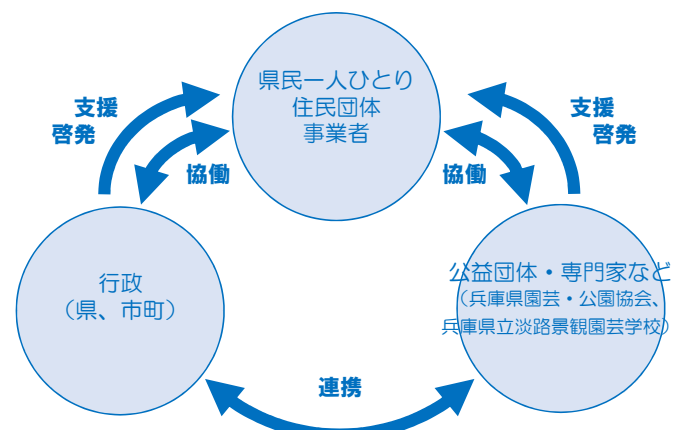 県民一人ひとり
住民団体
事業者
支援
啓発
協働
支援
啓発
協働
行政
（県、市町）
公益団体・専門家など
（兵庫県園芸・公園協会、
兵庫県立淡路景観園芸学校）
連携